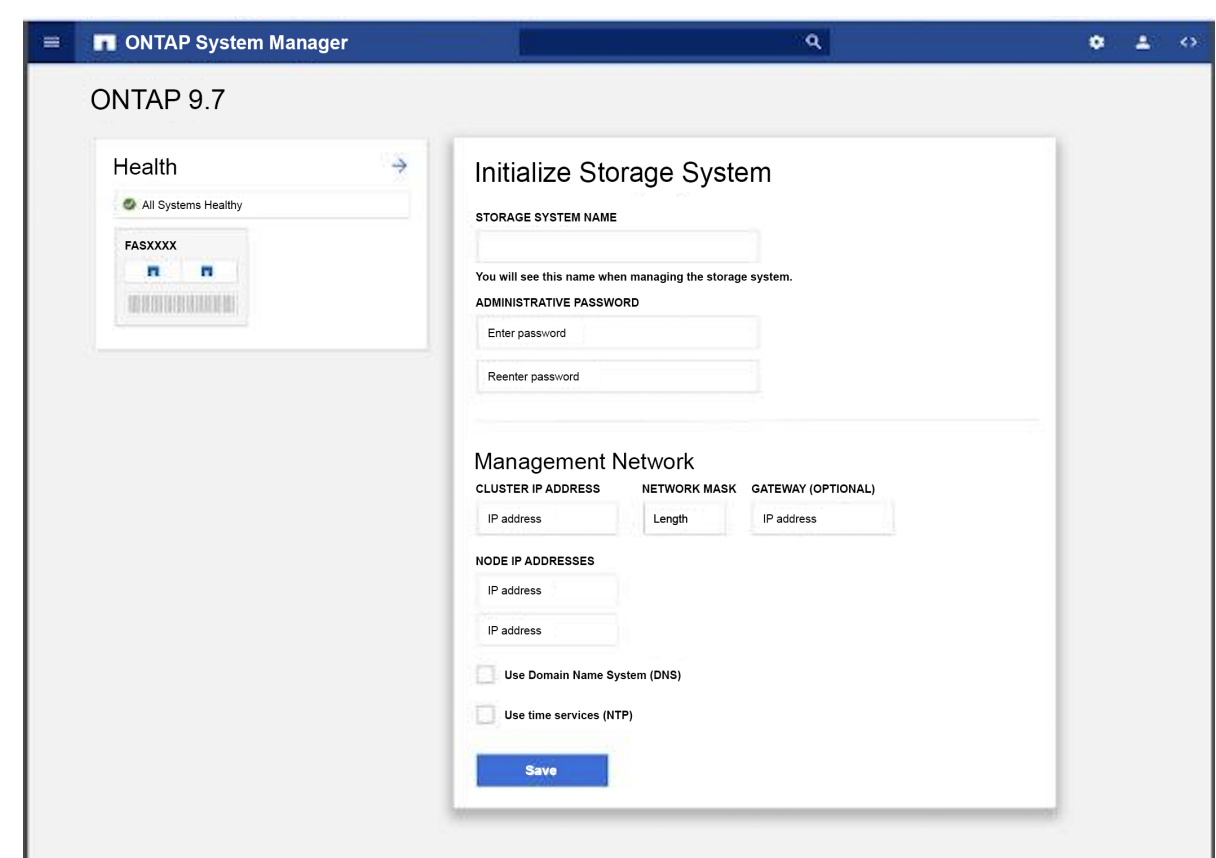 ONTAP System Manager
ONTAP 9.7
Health
All Systems Healthy
FASXXXX
Initialize Storage System
STORAGE SYSTEM NAME
You will see this name when managing the storage system.
ADMINISTRATIVE PASSWORD
Enter password
Reenter password
Management Network
CLUSTER IP ADDRESS NETWORK MASK GATEWAY (OPTIONAL)
IP address Length IP address
NODE IP ADDRESSES
IP address
IP address
Use Domain Name System (DNS)
Use time services (NTP)
Save